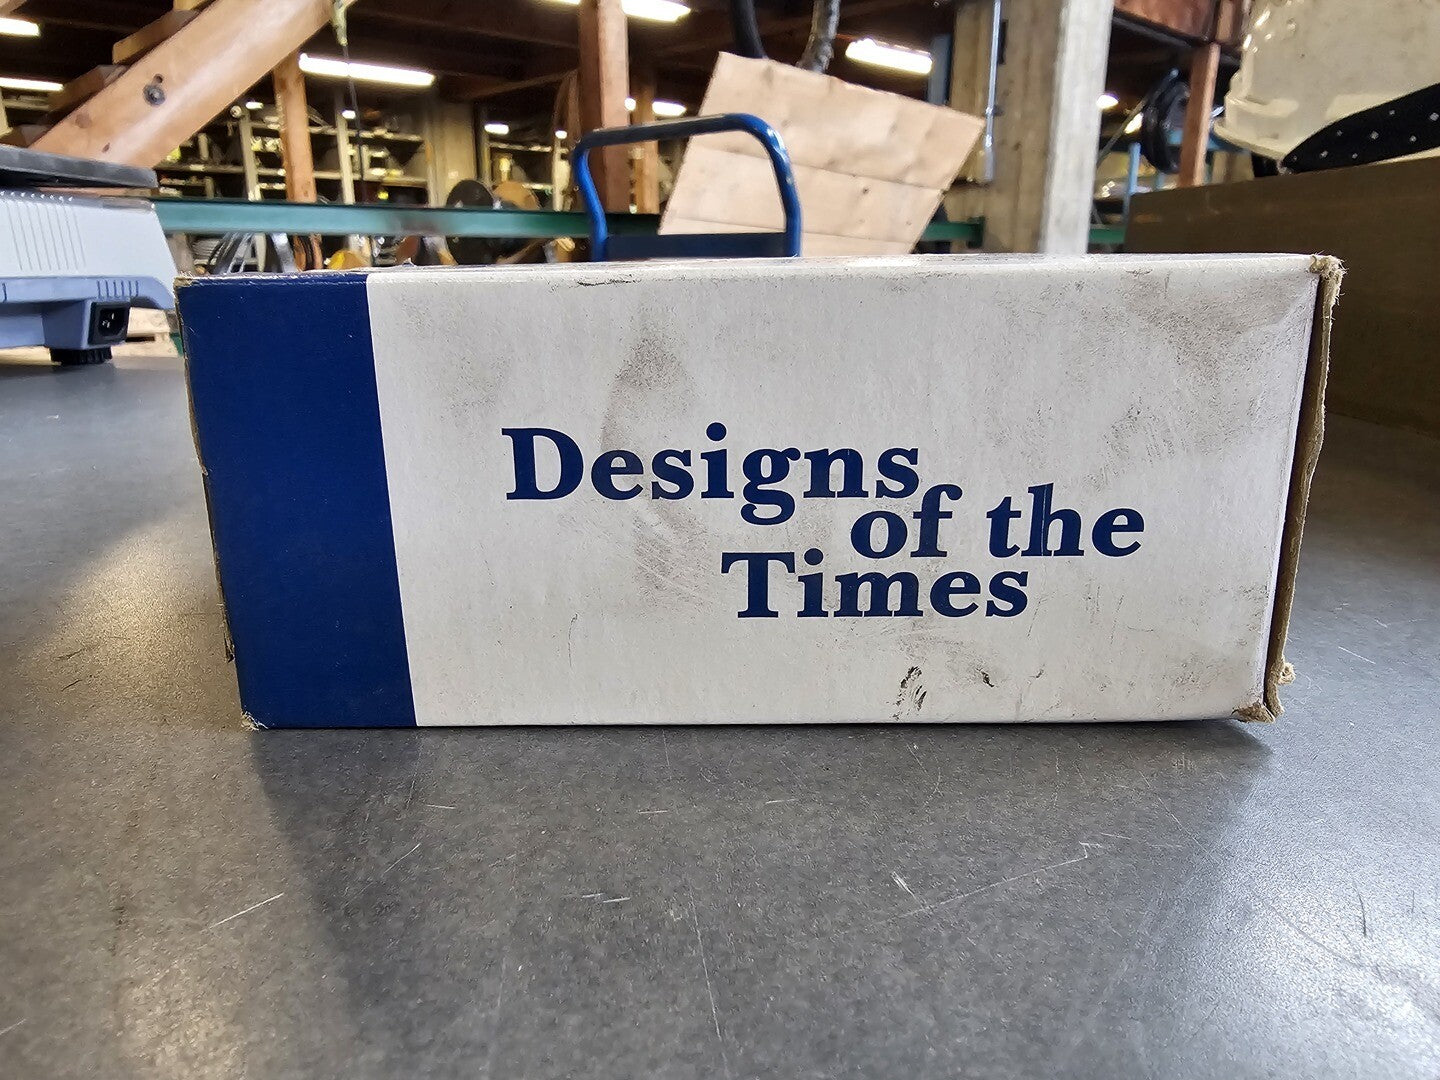 Designs
of the
Times